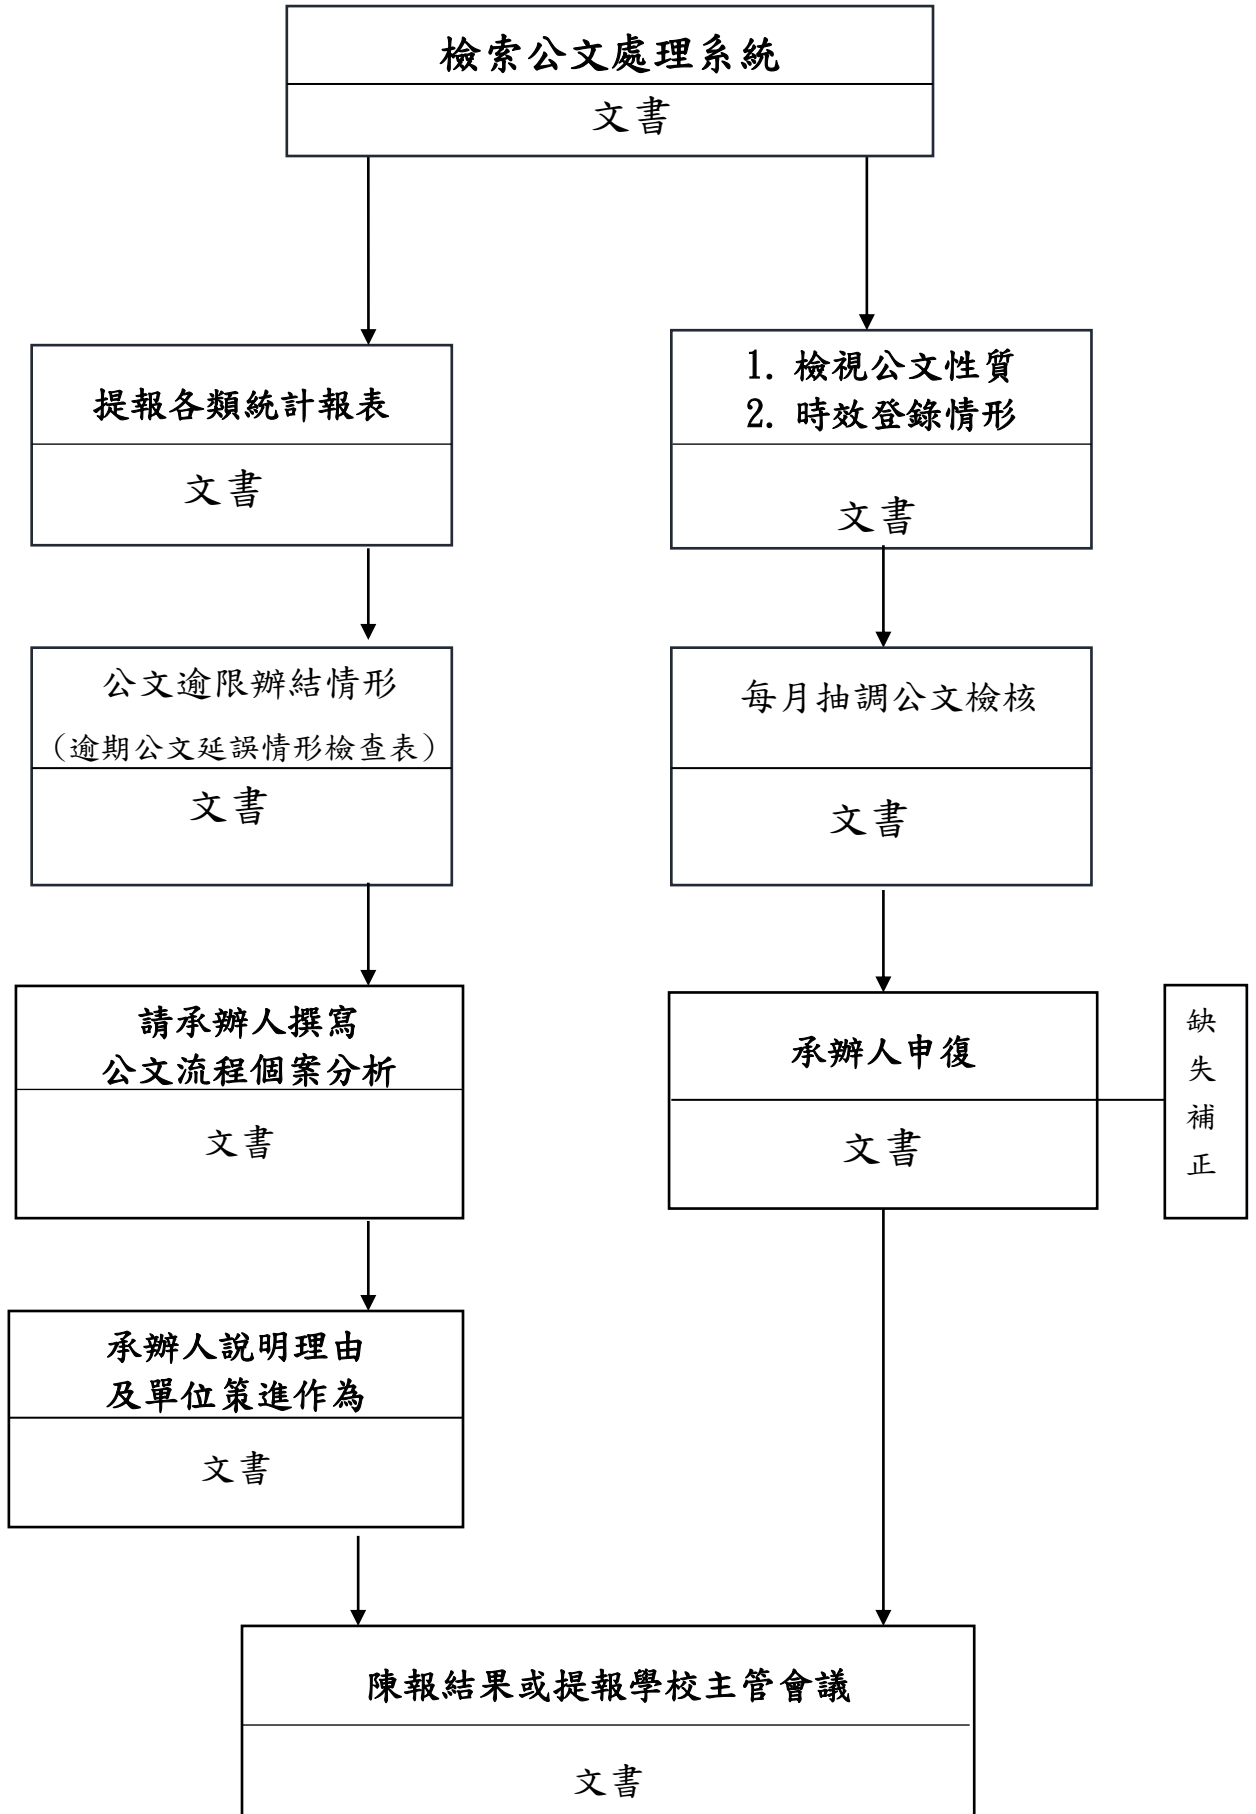 檢索公文處理系統
文書
提報各類統計報表
文書
1. 檢視公文性質
2. 時效登錄情形
文書
公文逾限辦結情形
（逾期公文延誤情形檢查表）
文書
每月抽調公文檢核
文書
請承辦人撰寫
公文流程個案分析
文書
承辦人申復
文書
缺
失
補
正
承辦人說明理由
及單位策進作為
文書
陳報結果或提報學校主管會議
文書